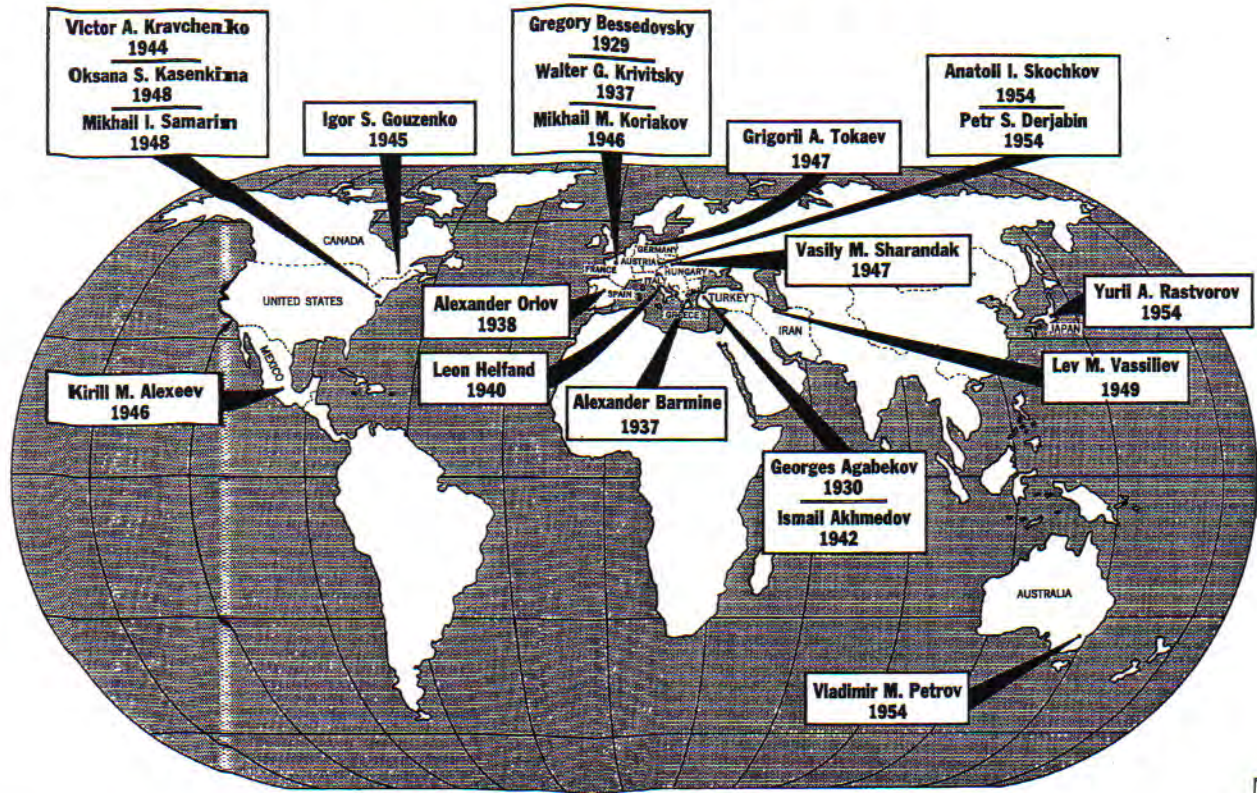 Victor A. Kravchenko
1944
Oksana S. Kasenkina
1948
Mikhail I. Samarin
1948
Igor S. Gouzenko
1945
Gregory Bessedovsky
1929
Walter G. Krivitsky
1937
Mikhail M. Koriakov
1946
Grigorii A. Tokaev
1947
Anatoli I. Skochkov
1954
Petr S. Derjabin
1954
Vasily M. Sharandak
1947
Yurii A. Rastvorov
1954
Alexander Orlov
1938
Leon Helfand
1940
Alexander Barmine
1937
Lev M. Vassiliev
1949
Kirill M. Alexeev
1946
Georges Agabekov
1930
Ismail Akhmedov
1942
Vladimir M. Petrov
1954
CANADA
UNITED STATES
MEXICO
GERMANY
FRANCE
AUSTRIA
HUNGARY
ITALY
SPAIN
GREECE
TURKEY
IRAN
JAPAN
AUSTRALIA